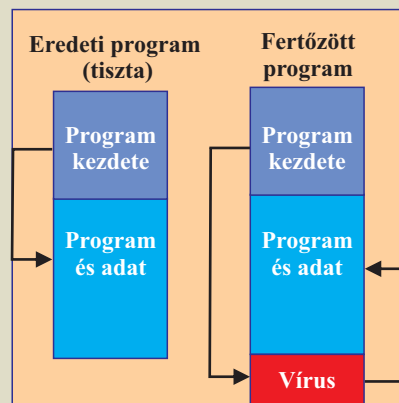 Eredeti program
(tiszta)
Program
kezdete
Program
és adat
Fertőzött
program
Program
kezdete
Program
és adat
Vírus